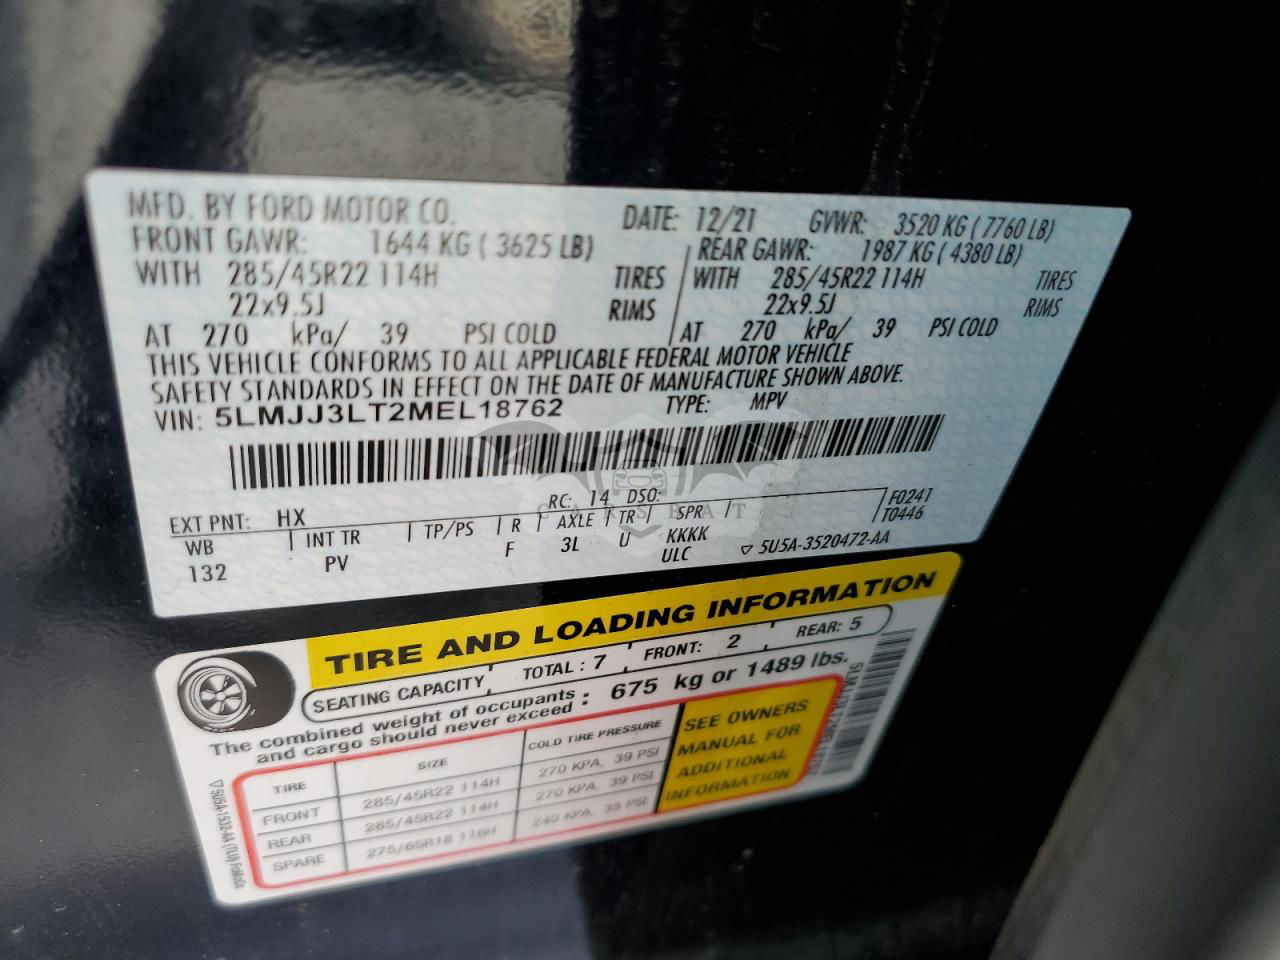 MFD. BY FORD MOTOR CO. DATE: 12/21 GVWR: 3520 KG (7760 LB)
FRONT GAWR: 1644 KG ( 3625 LB) REAR GAWR: 1987 KG ( 4380 LB)
WITH 285/45R22 114H TIRES WITH 285/45R22 114H TIRES
22x9.5J RIMS 22x9.5J RIMS
AT 270 kPa/ 39 PSI COLD AT 270 kPa/ 39 PSI COLD
THIS VEHICLE CONFORMS TO ALL APPLICABLE FEDERAL MOTOR VEHICLE
SAFETY STANDARDS IN EFFECT ON THE DATE OF MANUFACTURE SHOWN ABOVE.
VIN: 5LMJJ3LT2MEL18762 TYPE: MPV
EXT PNT: HX RC: 14 DSO: F0241
WB INT TR TP/PS R AXLE TR SPR T0446
132 PV F 3L U KKKK
ULC ▽ 5U5A-3520472-AA
CARSBAT
TIRE AND LOADING INFORMATION
SEATING CAPACITY TOTAL : 7 FRONT: 2 REAR: 5
The combined weight of occupants and cargo should never exceed : 675 kg or 1489 lbs.
TIRE SIZE COLD TIRE PRESSURE
FRONT 285/45R22 114H 270 KPA, 39 PSI
REAR 285/45R22 114H 270 KPA, 39 PSI
SPARE 275/65R18 116H 240 KPA, 35 PSI
SEE OWNERS
MANUAL FOR
ADDITIONAL
INFORMATION
▽ 5U5A-1532-AA (TLU) FoMoCo